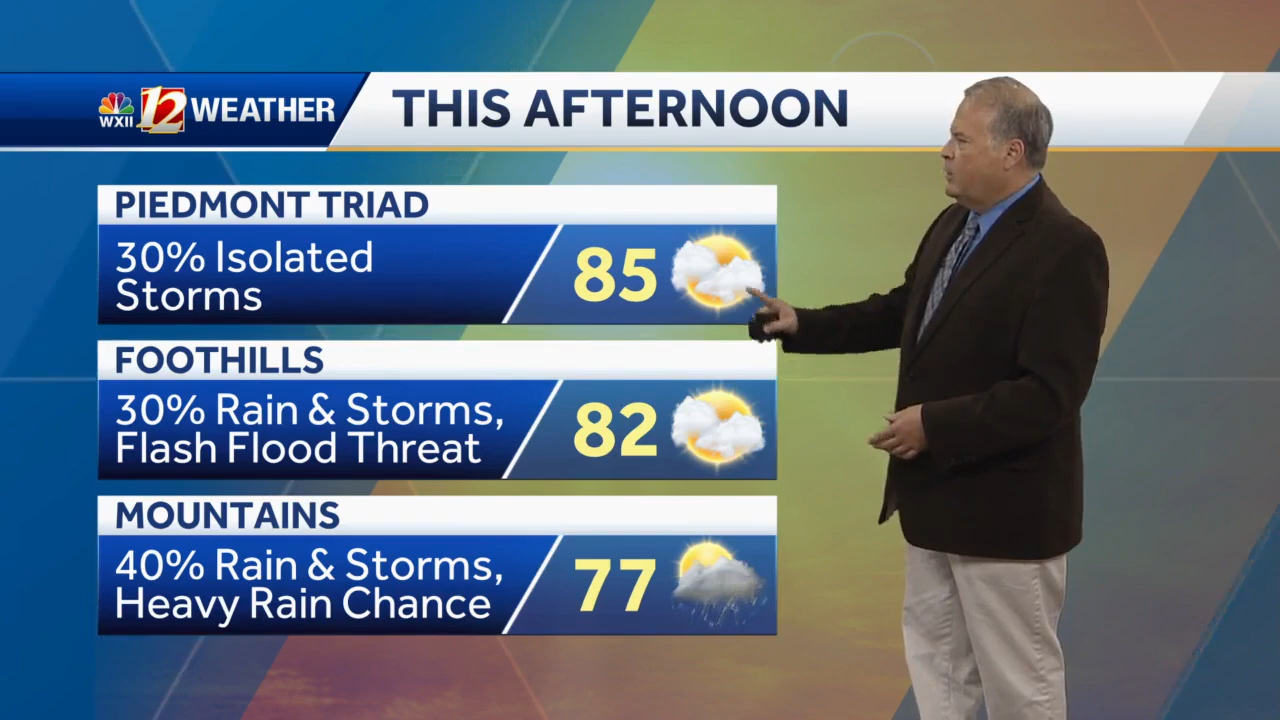 WXII 12 WEATHER
THIS AFTERNOON
PIEDMONT TRIAD
30% Isolated
Storms
85
FOOTHILLS
30% Rain & Storms,
Flash Flood Threat
82
MOUNTAINS
40% Rain & Storms,
Heavy Rain Chance
77